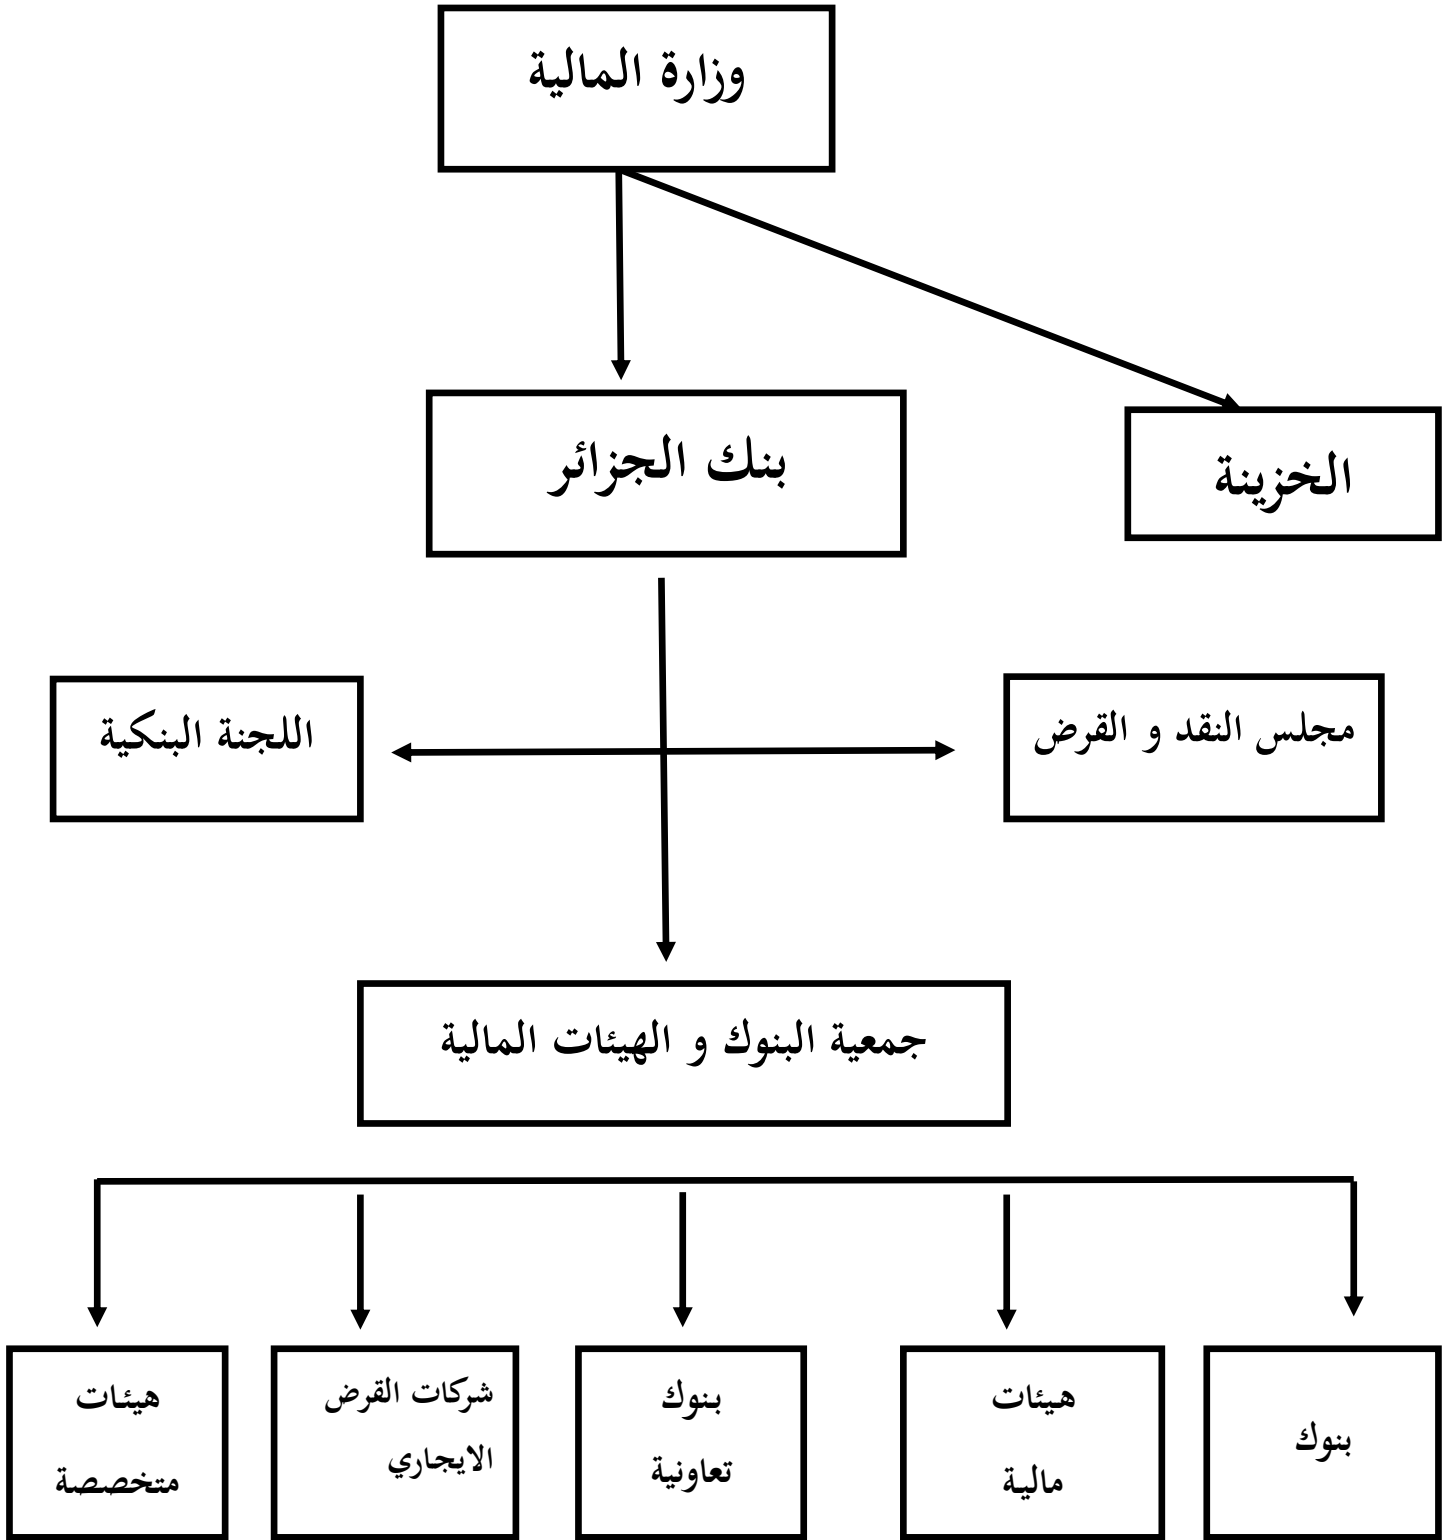 وزارة المالية
بنك الجزائر
الخزينة
مجلس النقد و القرض
اللجنة البنكية
جمعية البنوك و الهيئات المالية
بنوك
هيئات
مالية
بنوك
تعاونية
شركات القرض
الايجاري
هيئات
متخصصة